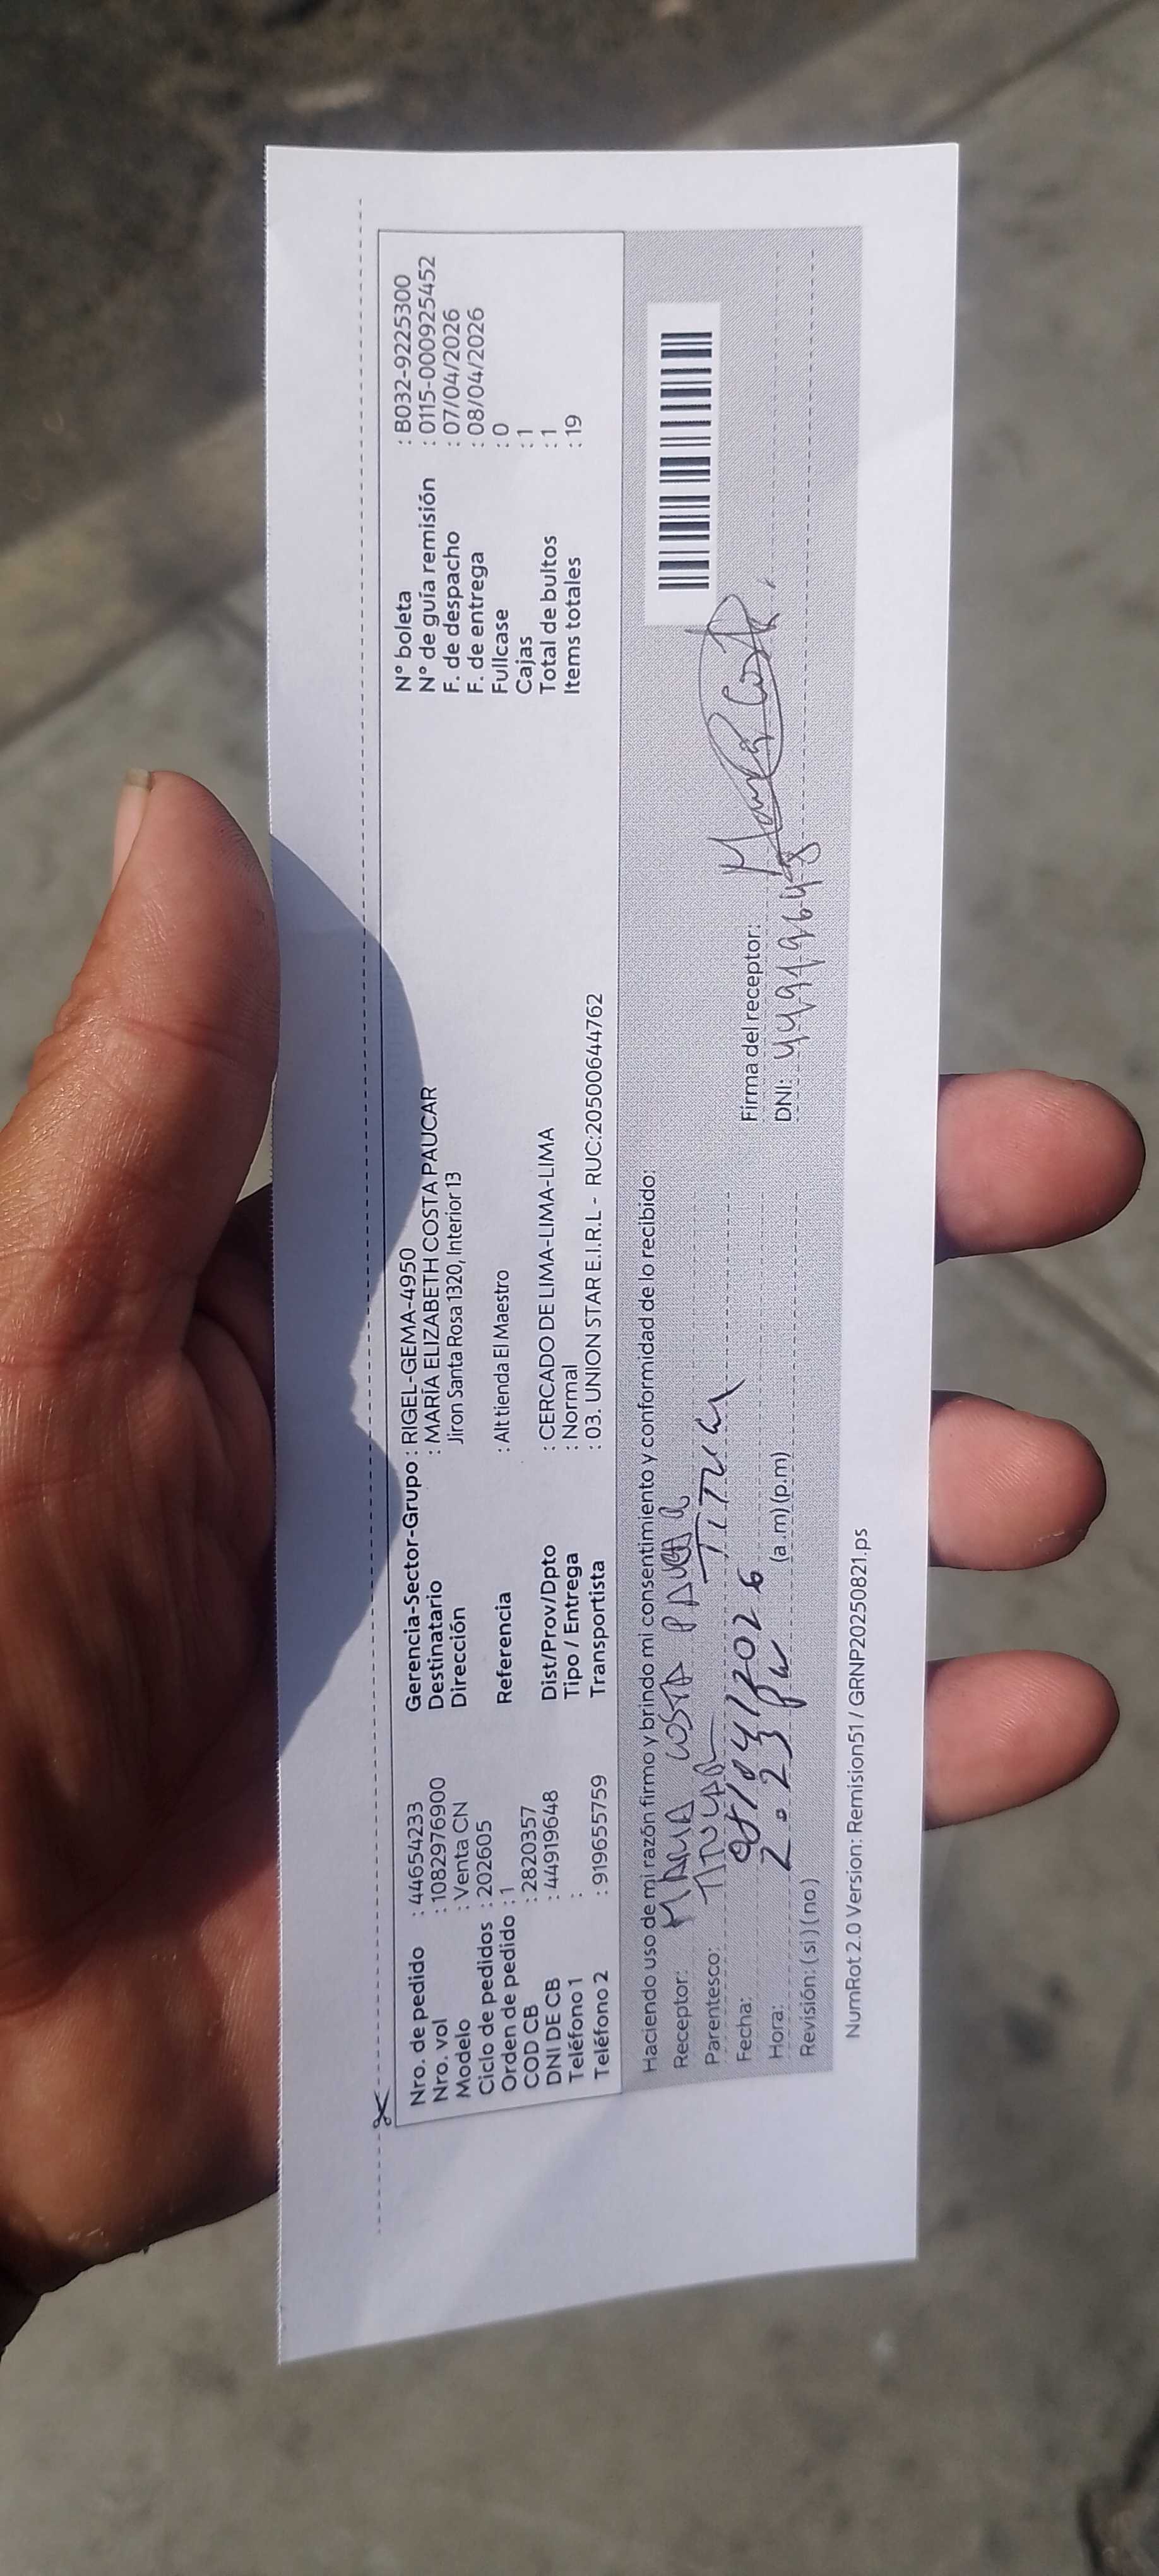 Nro. de pedido : 44654233
Nro. vol : 1082976900
Modelo : Venta CN
Ciclo de pedidos : 202605
Orden de pedido : 1
COD CB : 2820357
DNI DE CB : 44919648
Teléfono 1 :
Teléfono 2 : 919655759
Gerencia-Sector-Grupo : RIGEL-GEMA-4950
Destinatario : MARÍA ELIZABETH COSTA PAUCAR
Dirección Jiron Santa Rosa 1320, Interior 13
Referencia : Alt tienda El Maestro
Dist/Prov/Dpto : CERCADO DE LIMA-LIMA-LIMA
Tipo / Entrega : Normal
Transportista : 03. UNION STAR E.I.R.L - RUC:20500644762
N° boleta : B032-9225300
N° de guía remisión : 0115-000925452
F. de despacho : 07/04/2026
F. de entrega : 08/04/2026
Fullcase : 0
Cajas : 1
Total de bultos : 1
Items totales : 19
Haciendo uso de mi razón firmo y brindo mi consentimiento y conformidad de lo recibido:
Receptor: MARIA COSTA PAUCAR
Parentesco: TITULAR
Fecha: 08/04/2026
Hora: 2:23 PM (a.m) (p.m)
Revisión: (si) (no)
Firma del receptor: Maria Costa
DNI: 44919648
NumRot 2.0 Version: Remision51 / GRNP20250821.ps